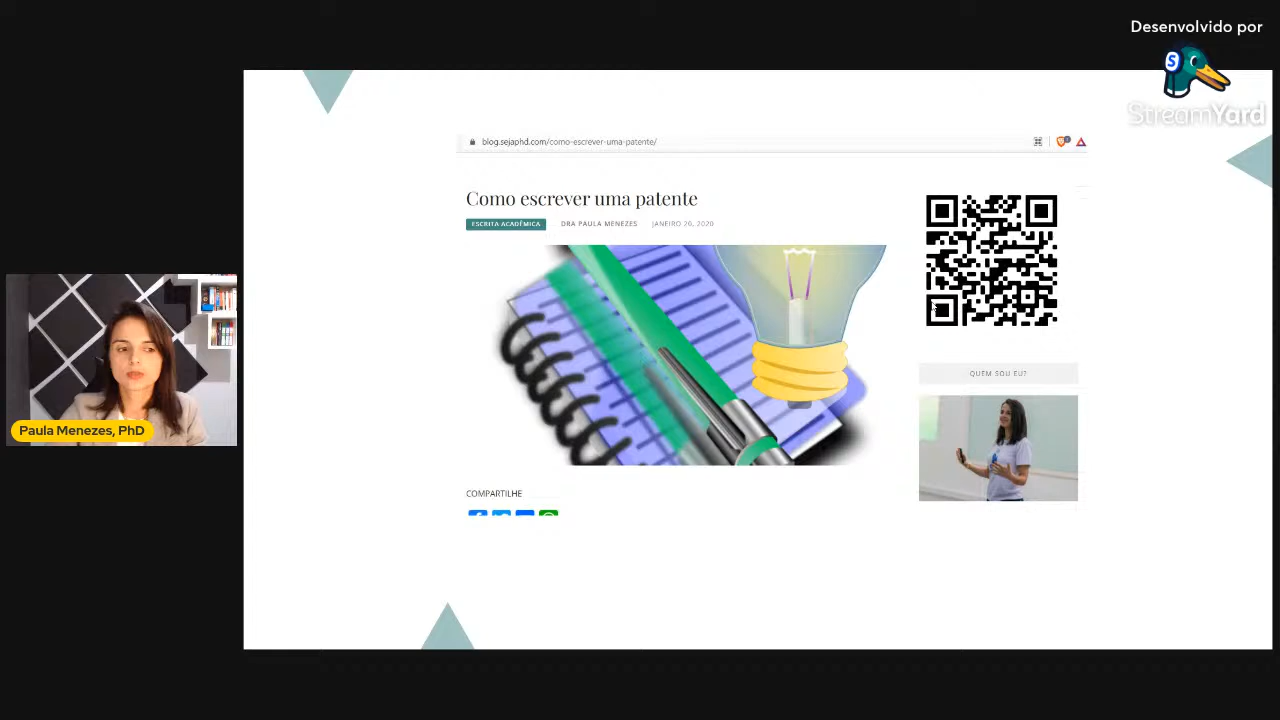 Desenvolvido por
StreamYard
blog.sejaphd.com/como-escrever-uma-patente/
Como escrever uma patente
ESCRITA ACADÊMICA DRA PAULA MENEZES JANEIRO 20, 2020
QUEM SOU EU?
Paula Menezes, PhD
COMPARTILHE